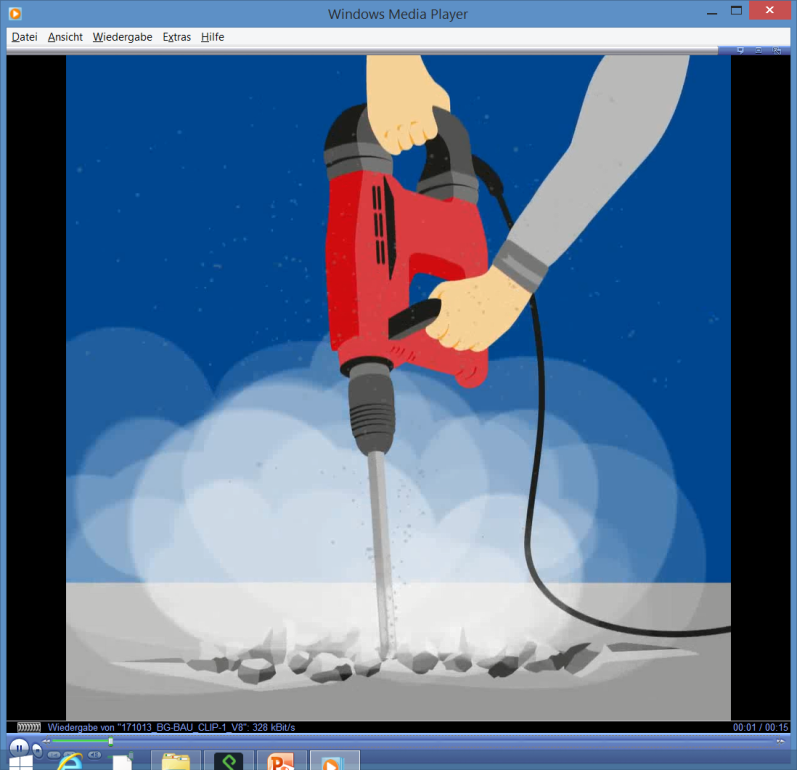 Windows Media Player
Datei Ansicht Wiedergabe Extras Hilfe
Wiedergabe von "171013_BG-BAU_CLIP-1_V8": 328 kBit/s 00:01 / 00:15